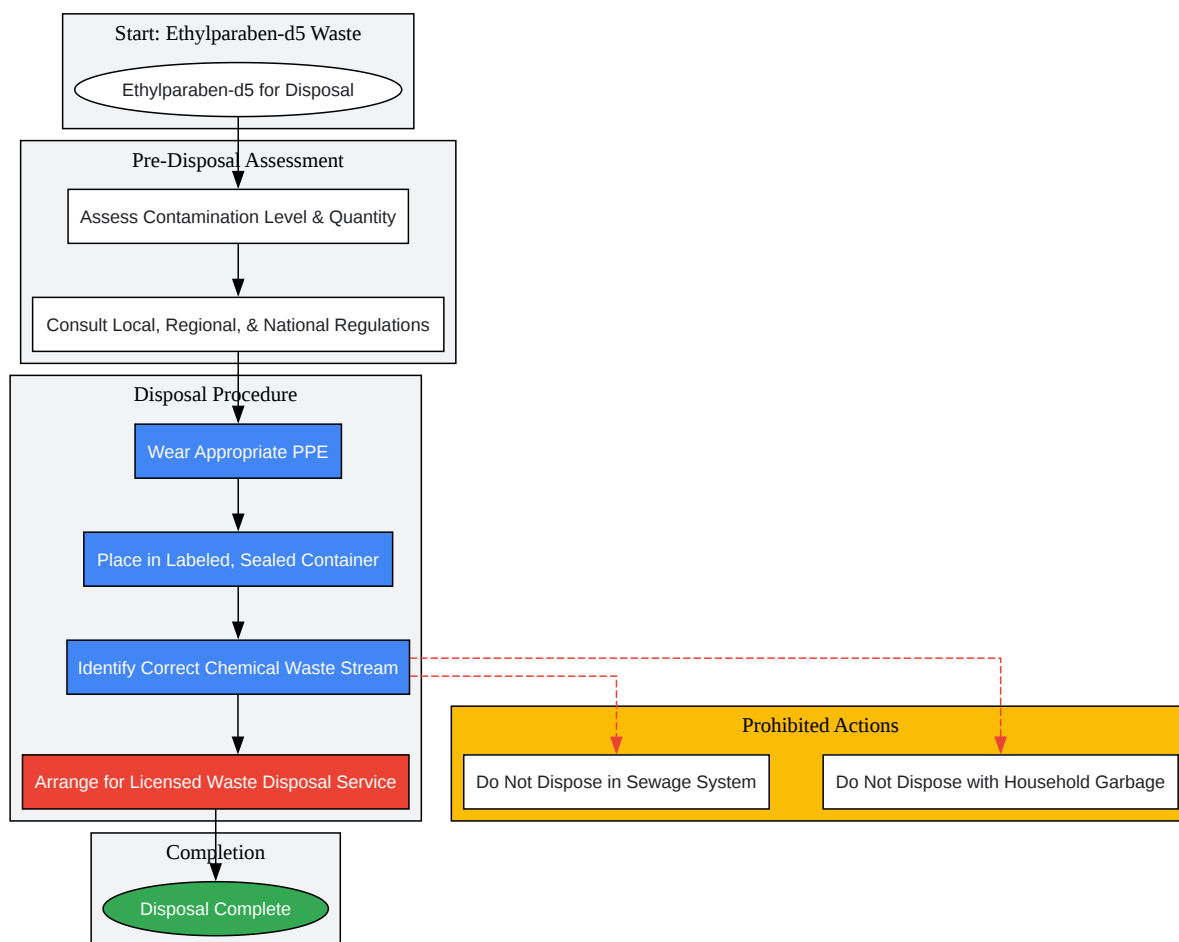 Start: Ethylparaben-d5 Waste
Ethylparaben-d5 for Disposal
Pre-Disposal Assessment
Assess Contamination Level & Quantity
Consult Local, Regional, & National Regulations
Disposal Procedure
Wear Appropriate PPE
Place in Labeled, Sealed Container
Identify Correct Chemical Waste Stream
Arrange for Licensed Waste Disposal Service
Prohibited Actions
Do Not Dispose in Sewage System
Do Not Dispose with Household Garbage
Completion
Disposal Complete